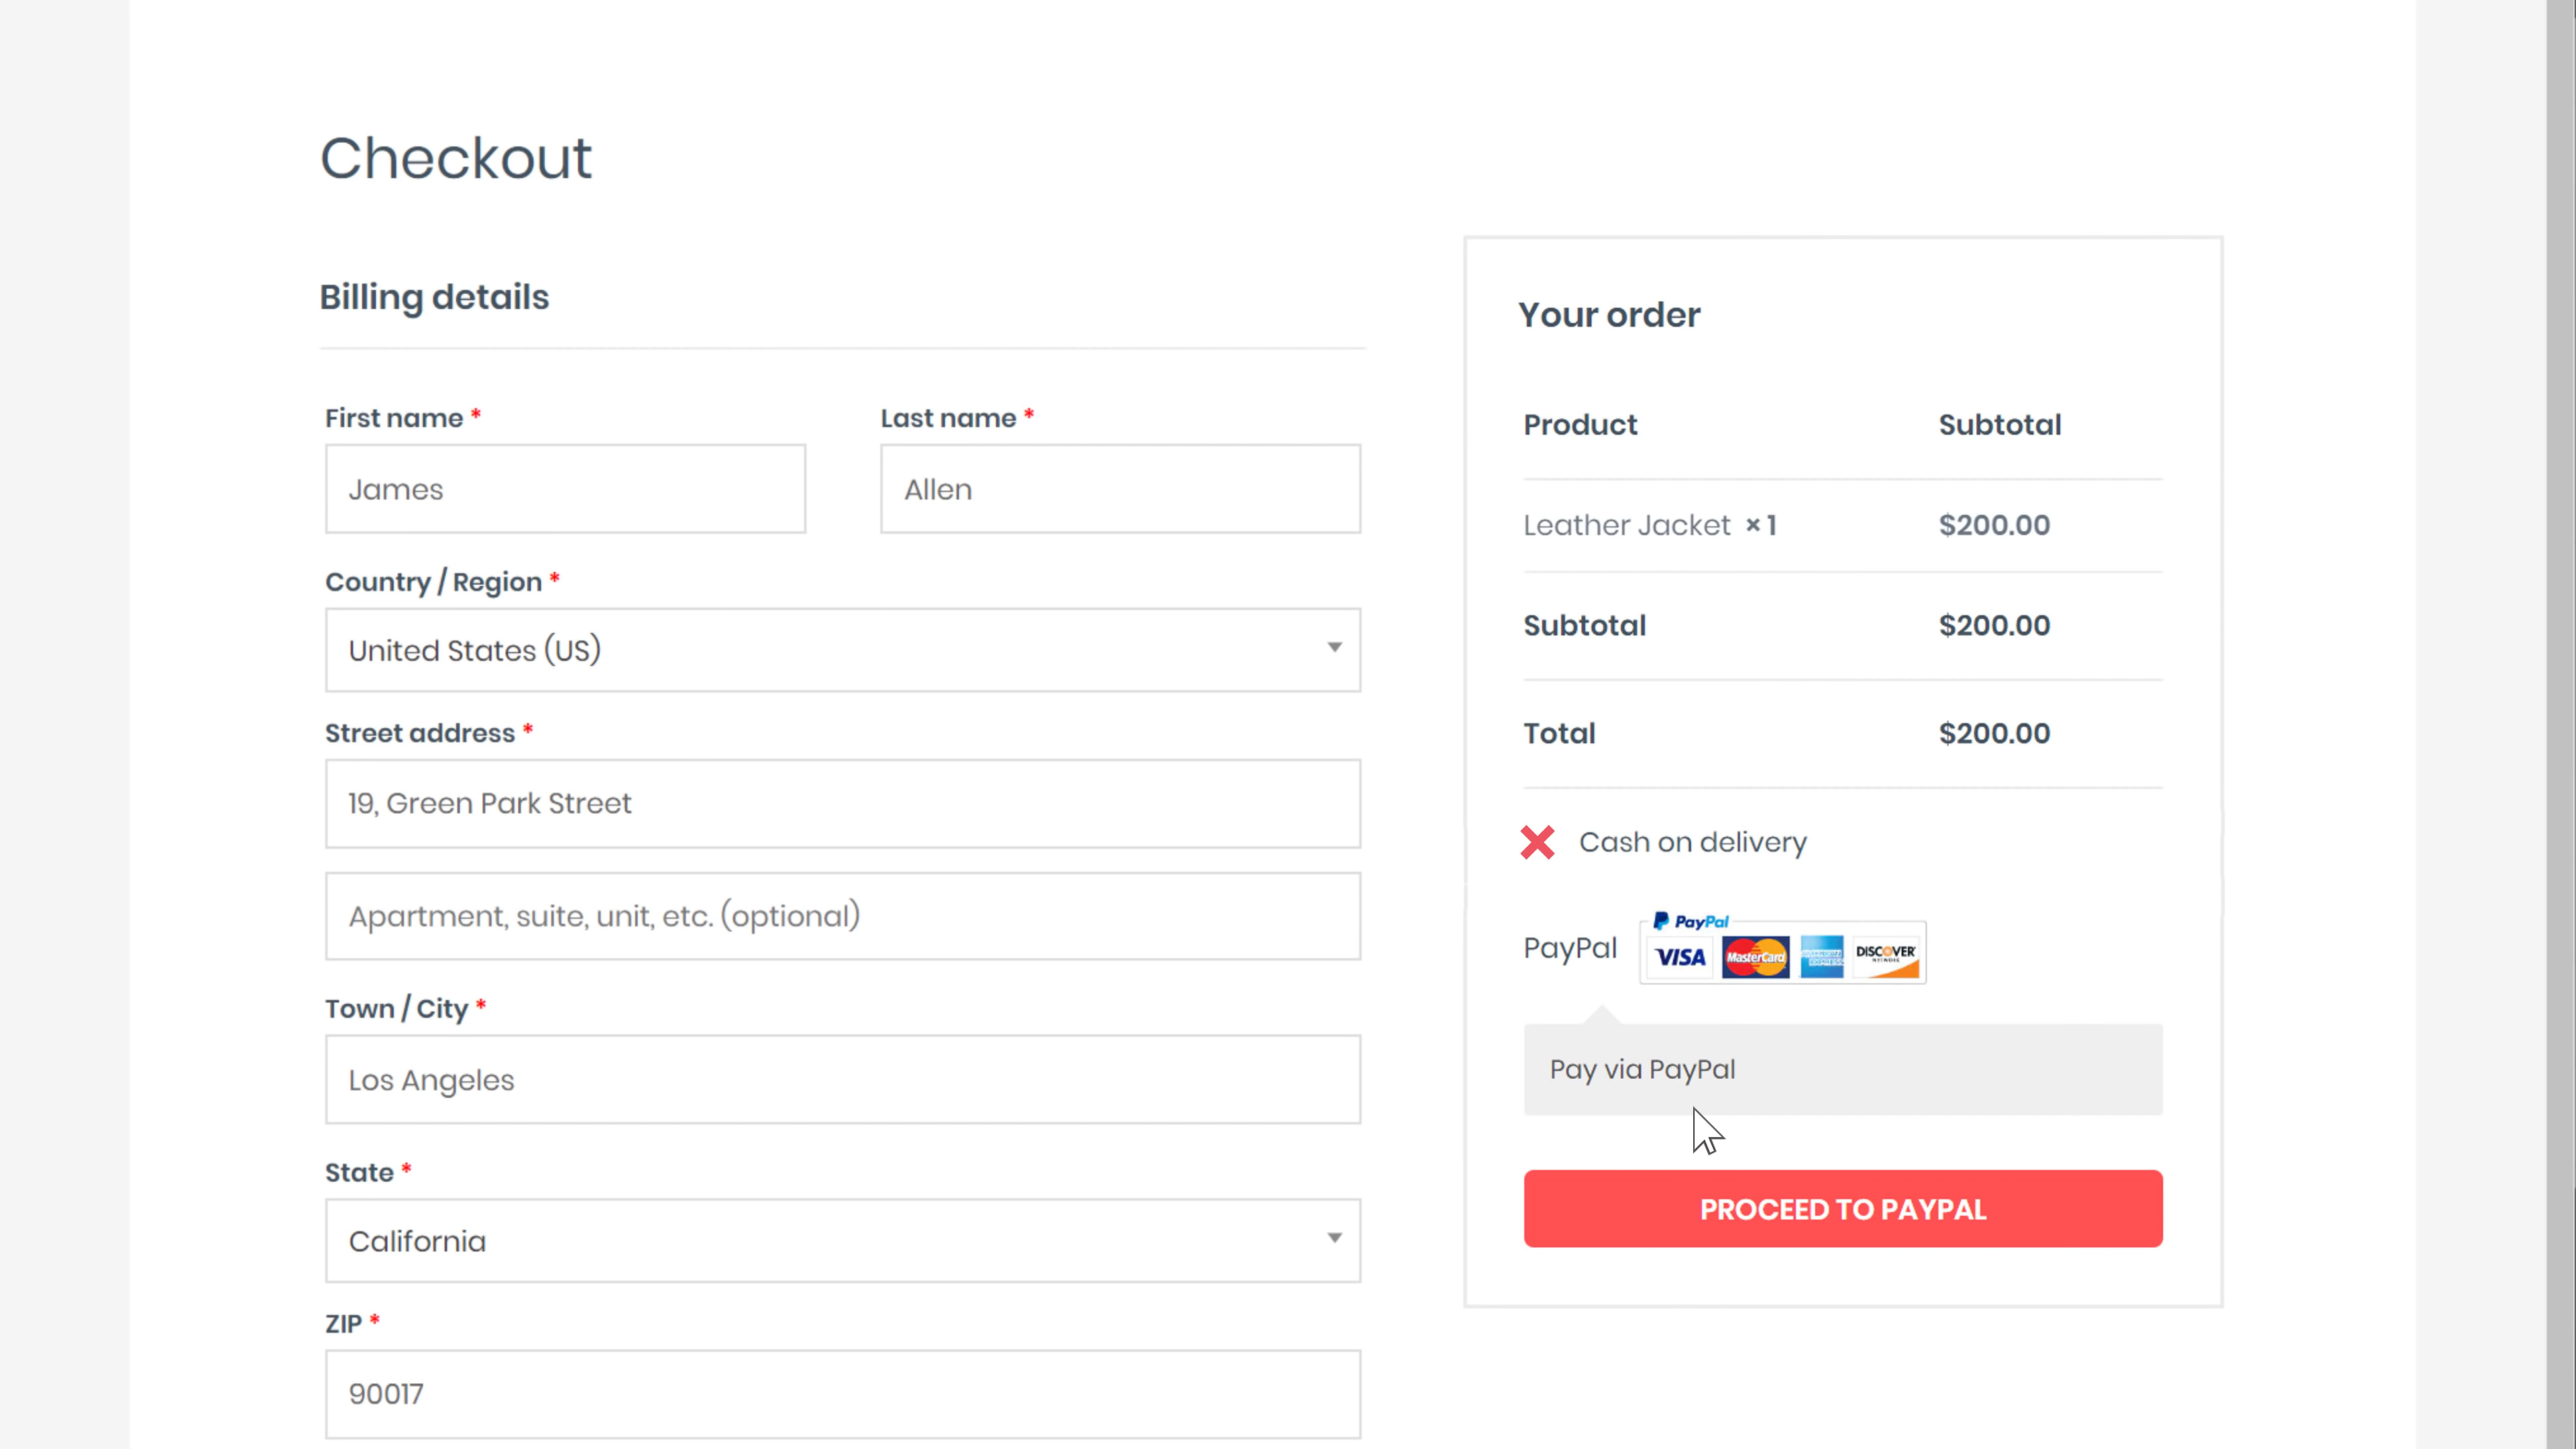 Checkout
Billing details
First name *
Last name *
James
Allen
Country / Region *
United States (US)
Street address *
19, Green Park Street
Apartment, suite, unit, etc. (optional)
Town / City *
Los Angeles
State *
California
ZIP *
90017
Your order
Product Subtotal
Leather Jacket × 1 $200.00
Subtotal $200.00
Total $200.00
Cash on delivery
PayPal
PayPal
VISA MasterCard DISCOVER
Pay via PayPal
PROCEED TO PAYPAL